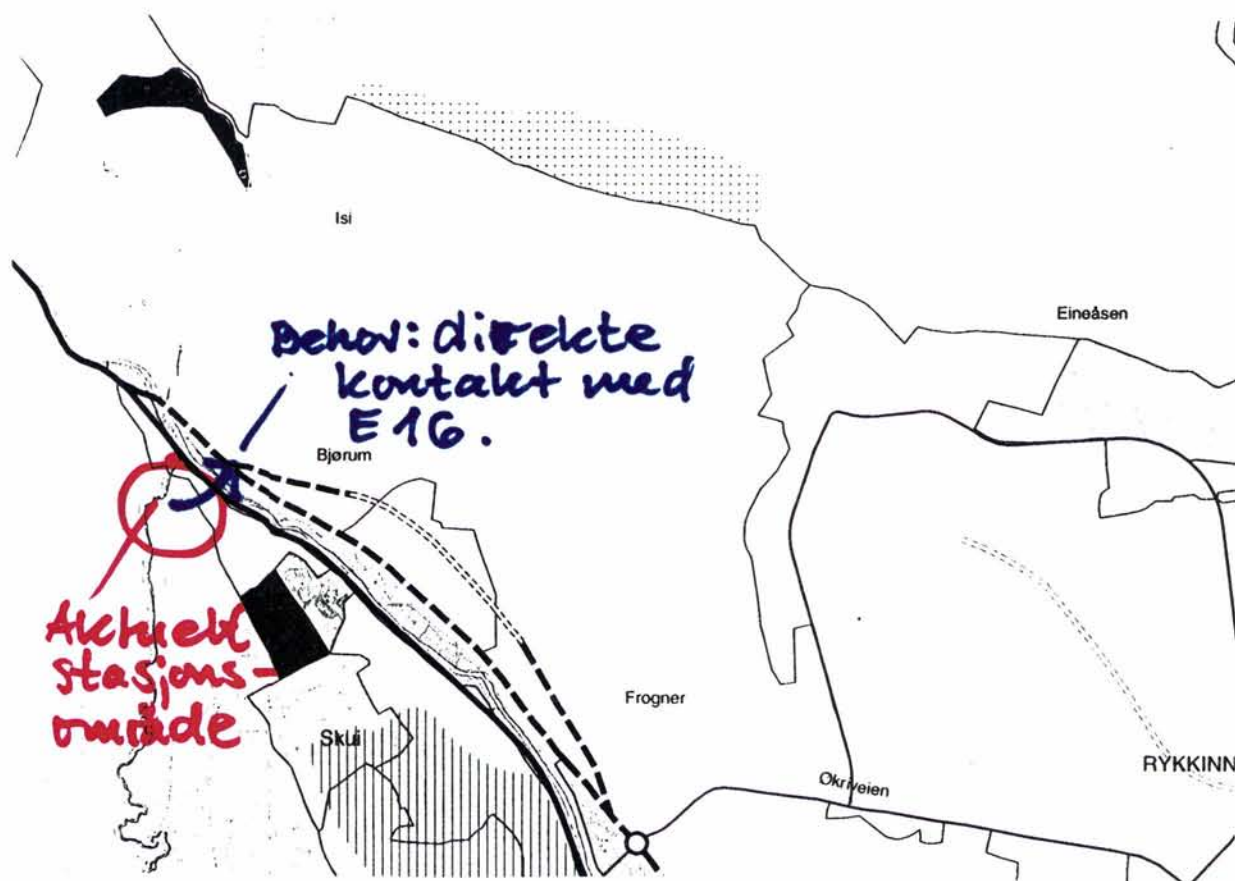 Isi
Eineåsen
Behov: direkte
kontakt med
E16.
Bjørum
Aktuelt
stasjons-
område
Frogner
Skui
Økriveien
RYKKINN